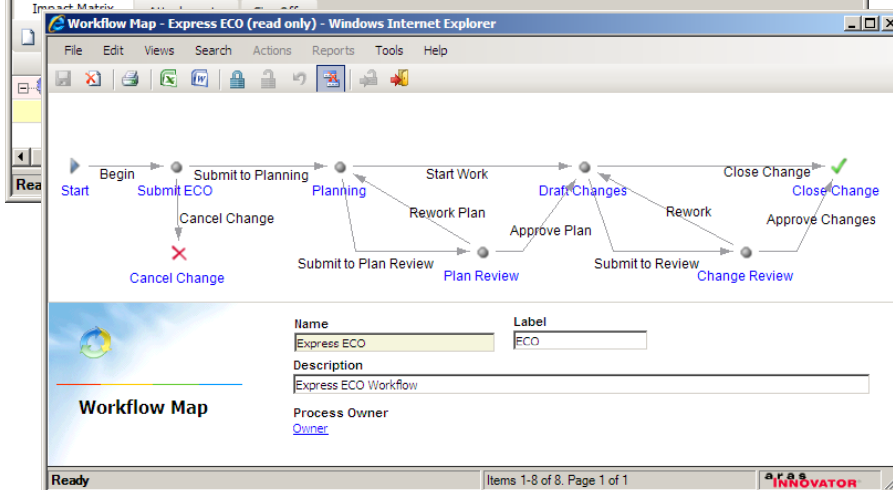 Impact Matrix
Workflow Map - Express ECO (read only) - Windows Internet Explorer
File Edit Views Search Actions Reports Tools Help
Begin Submit to Planning Start Work Close Change
Start Submit ECO Planning Draft Changes Close Change
Cancel Change Rework Plan Rework Approve Changes
Approve Plan
Submit to Plan Review Submit to Review
Cancel Change Plan Review Change Review
Name Label
Express ECO ECO
Description
Express ECO Workflow
Workflow Map
Process Owner
Owner
Rea
Ready Items 1-8 of 8. Page 1 of 1 aras INNOVATOR